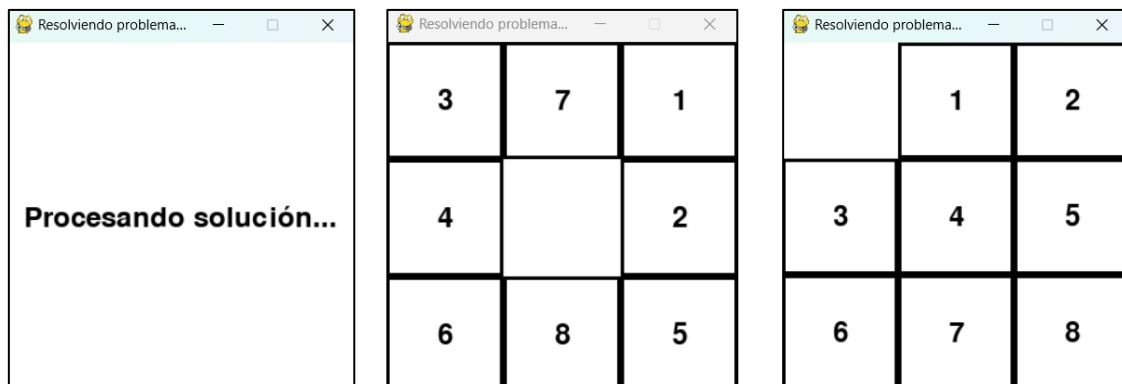 Resolviendo problema...
Procesando solución...
Resolviendo problema...
3 7 1
4 2
6 8 5
Resolviendo problema...
1 2
3 4 5
6 7 8